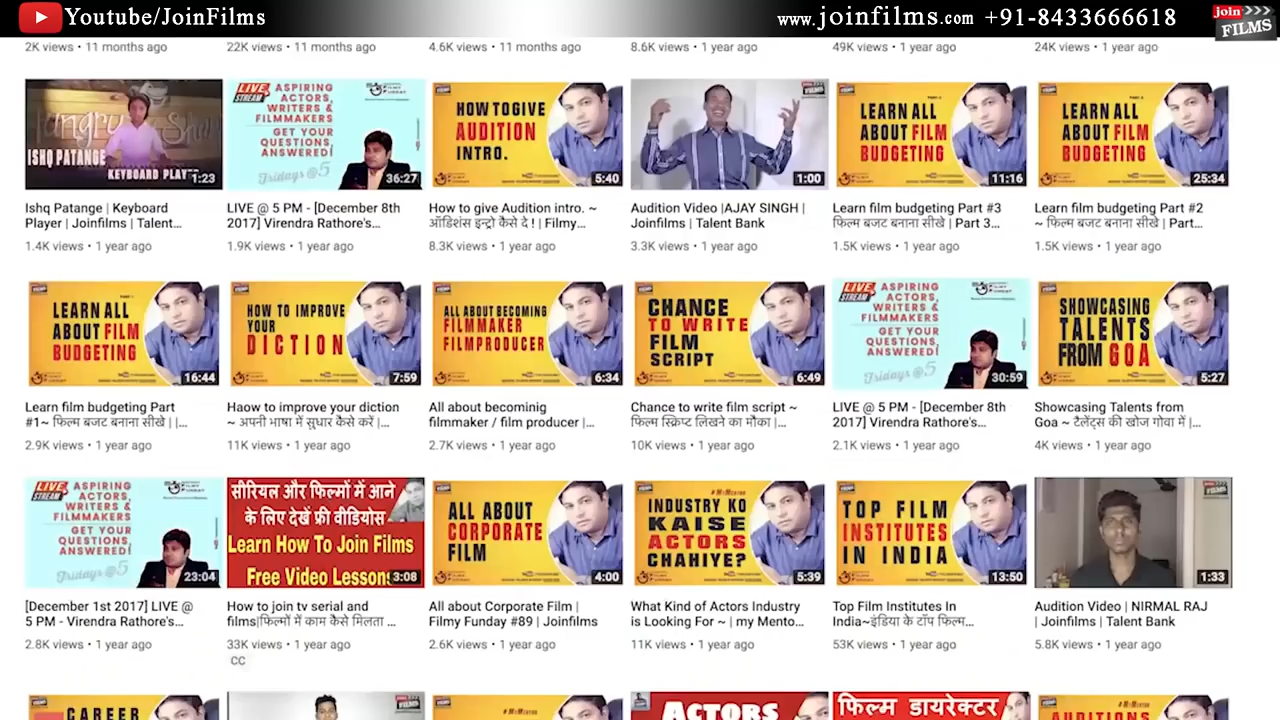 Youtube/JoinFilms
www.joinfilms.com +91-8433666618
join
FILMS
2K views • 11 months ago
22K views • 11 months ago
4.6K views • 11 months ago
8.6K views • 1 year ago
49K views • 1 year ago
24K views • 1 year ago
ISHQ PATANGE
KEYBOARD PLAY
1:23
LIVE
STREAM
ASPIRING
ACTORS,
WRITERS &
FILMMAKERS
GET YOUR
QUESTIONS,
ANSWERED!
Fridays @5
36:27
HOW TO GIVE
AUDITION
INTRO.
5:40
1:00
LEARN ALL
ABOUT FILM
BUDGETING
11:16
LEARN ALL
ABOUT FILM
BUDGETING
25:34
Ishq Patange | Keyboard
Player | Joinfilms | Talent...
1.4K views • 1 year ago
LIVE @ 5 PM - [December 8th
2017] Virendra Rathore's...
1.9K views • 1 year ago
How to give Audition intro. ~
ऑडिशंस इन्ट्रो कैसे दे ! | Filmy...
8.3K views • 1 year ago
Audition Video |AJAY SINGH |
Joinfilms | Talent Bank
3.3K views • 1 year ago
Learn film budgeting Part #3
फिल्म बजट बनाना सीखे | Part 3...
1.5K views • 1 year ago
Learn film budgeting Part #2
~ फिल्म बजट बनाना सीखे | Part...
1.5K views • 1 year ago
LEARN ALL
ABOUT FILM
BUDGETING
16:44
HOW TO IMPROVE
YOUR
DICTION
7:59
ALL ABOUT BECOMING
FILMMAKER
FILMPRODUCER
6:34
CHANCE
TO WRITE
FILM
SCRIPT
6:49
LIVE
STREAM
ASPIRING
ACTORS,
WRITERS &
FILMMAKERS
GET YOUR
QUESTIONS,
ANSWERED!
Fridays @5
30:59
SHOWCASING
TALENTS
FROM GOA
5:27
Learn film budgeting Part
#1~ फिल्म बजट बनाना सीखे | |...
2.9K views • 1 year ago
Haow to improve your diction
~ अपनी भाषा में सुधार कैसे करें |...
11K views • 1 year ago
All about becominig
filmmaker / film producer |...
2.7K views • 1 year ago
Chance to write film script ~
फिल्म स्क्रिप्ट लिखने का मौका |...
10K views • 1 year ago
LIVE @ 5 PM - [December 8th
2017] Virendra Rathore's...
2.1K views • 1 year ago
Showcasing Talents from
Goa ~ टैलेंट्स की खोज गोवा में |...
4K views • 1 year ago
LIVE
STREAM
ASPIRING
ACTORS,
WRITERS &
FILMMAKERS
GET YOUR
QUESTIONS,
ANSWERED!
Fridays @5
23:04
सीरियल और फिल्मों में आने
के लिए देखें फ्री वीडियोस
Learn How To Join Films
Free Video Lessons
3:08
ALL ABOUT
CORPORATE
FILM
4:00
#MyMentor
INDUSTRY KO
KAISE
ACTORS
CHAHIYE?
5:39
TOP FILM
INSTITUTES
IN INDIA
13:50
1:33
[December 1st 2017] LIVE @
5 PM - Virendra Rathore's...
2.8K views • 1 year ago
How to join tv serial and
films|फिल्मों में काम कैसे मिलता ...
33K views • 1 year ago
CC
All about Corporate Film |
Filmy Funday #89 | Joinfilms
2.6K views • 1 year ago
What Kind of Actors Industry
is Looking For ~ | my Mento...
11K views • 1 year ago
Top Film Institutes In
India~इंडिया के टॉप फिल्म...
53K views • 1 year ago
Audition Video | NIRMAL RAJ
| Joinfilms | Talent Bank
5.8K views • 1 year ago
CAREER
#MyMentor
ACTORS
फिल्म डायरेक्टर
AUDITIONS